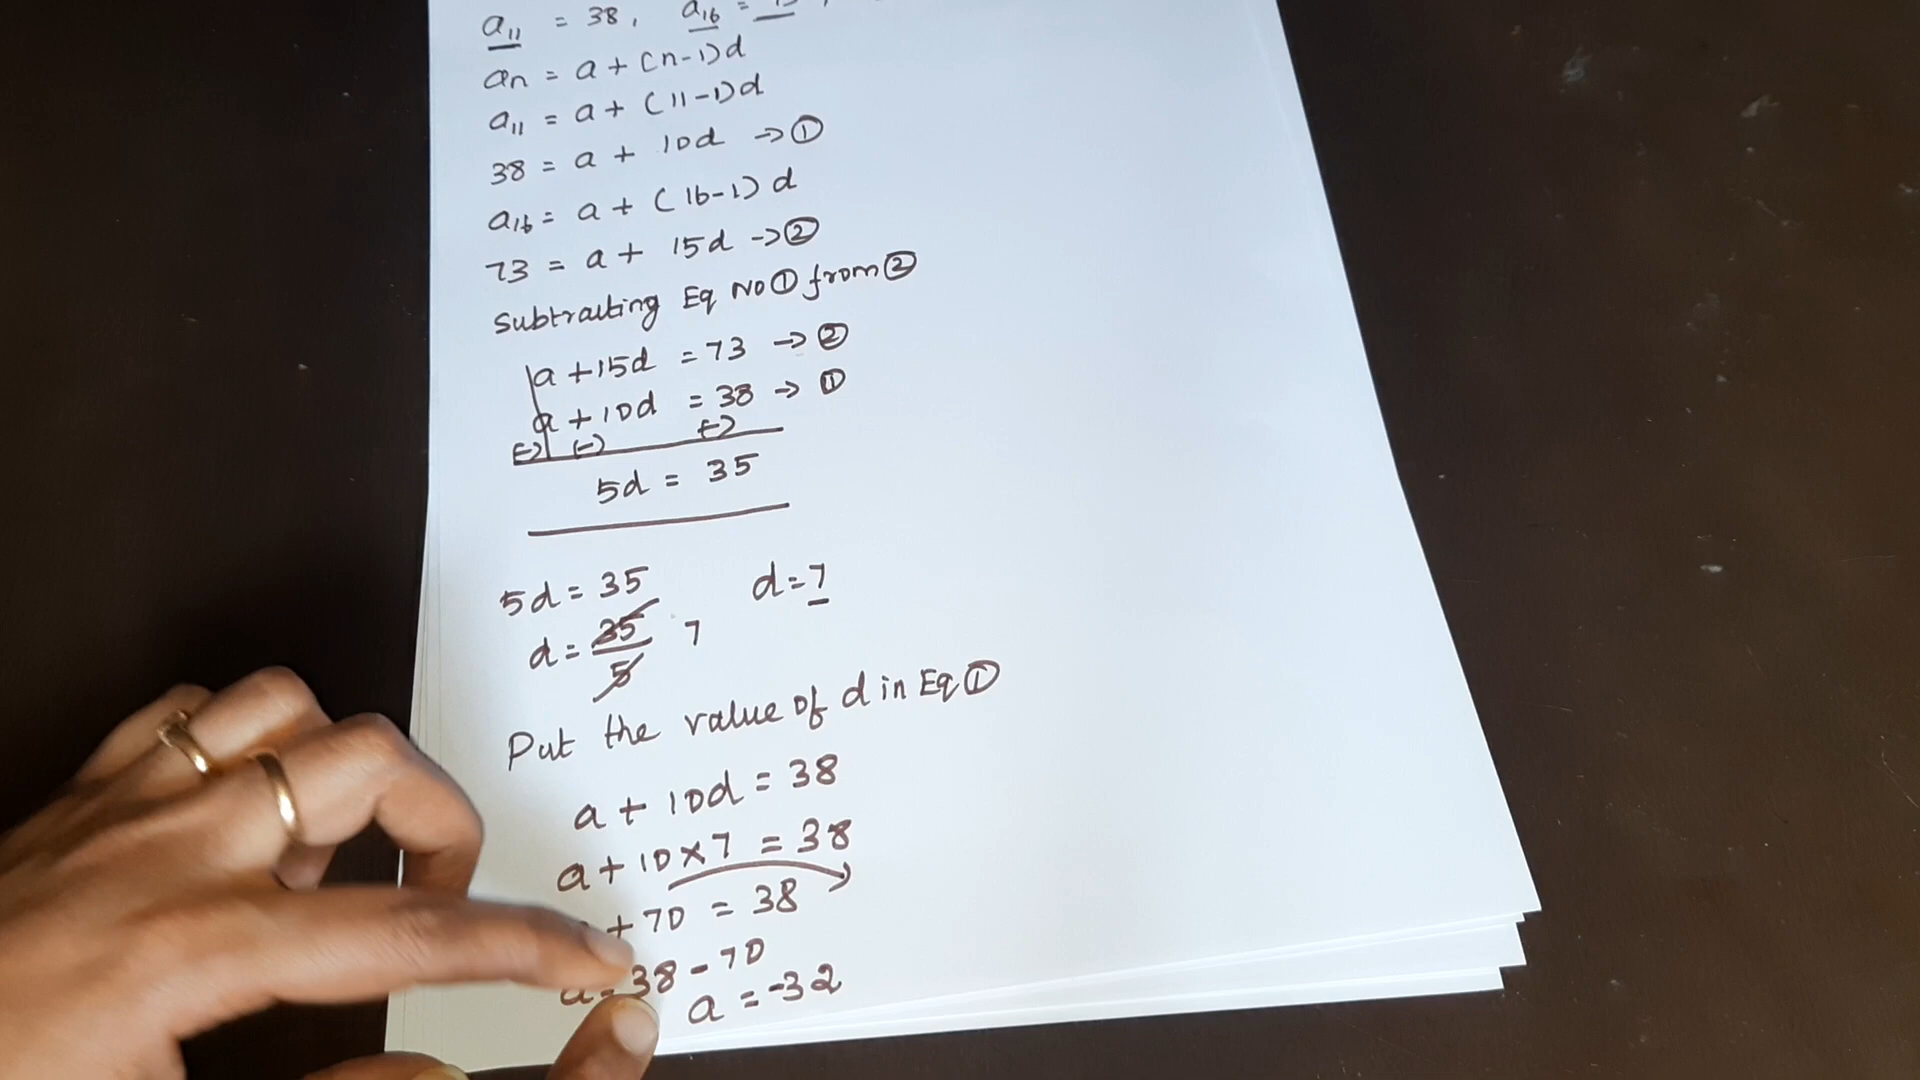 a11 = 38, a16 =
an = a + (n-1)d
a11 = a + (11-1)d
38 = a + 10d → ①
a16 = a + (16-1) d
73 = a + 15d → ②
Subtracting Eq No ① from ②
a + 15d = 73 → ②
a + 10d = 38 → ①
(-) (-) (-)
5d = 35
5d = 35 d = 7
d = 35/5 7
Put the value of d in Eq ①
a + 10d = 38
a + 10 × 7 = 38
+ 70 = 38
a = 38 - 70
a = -32